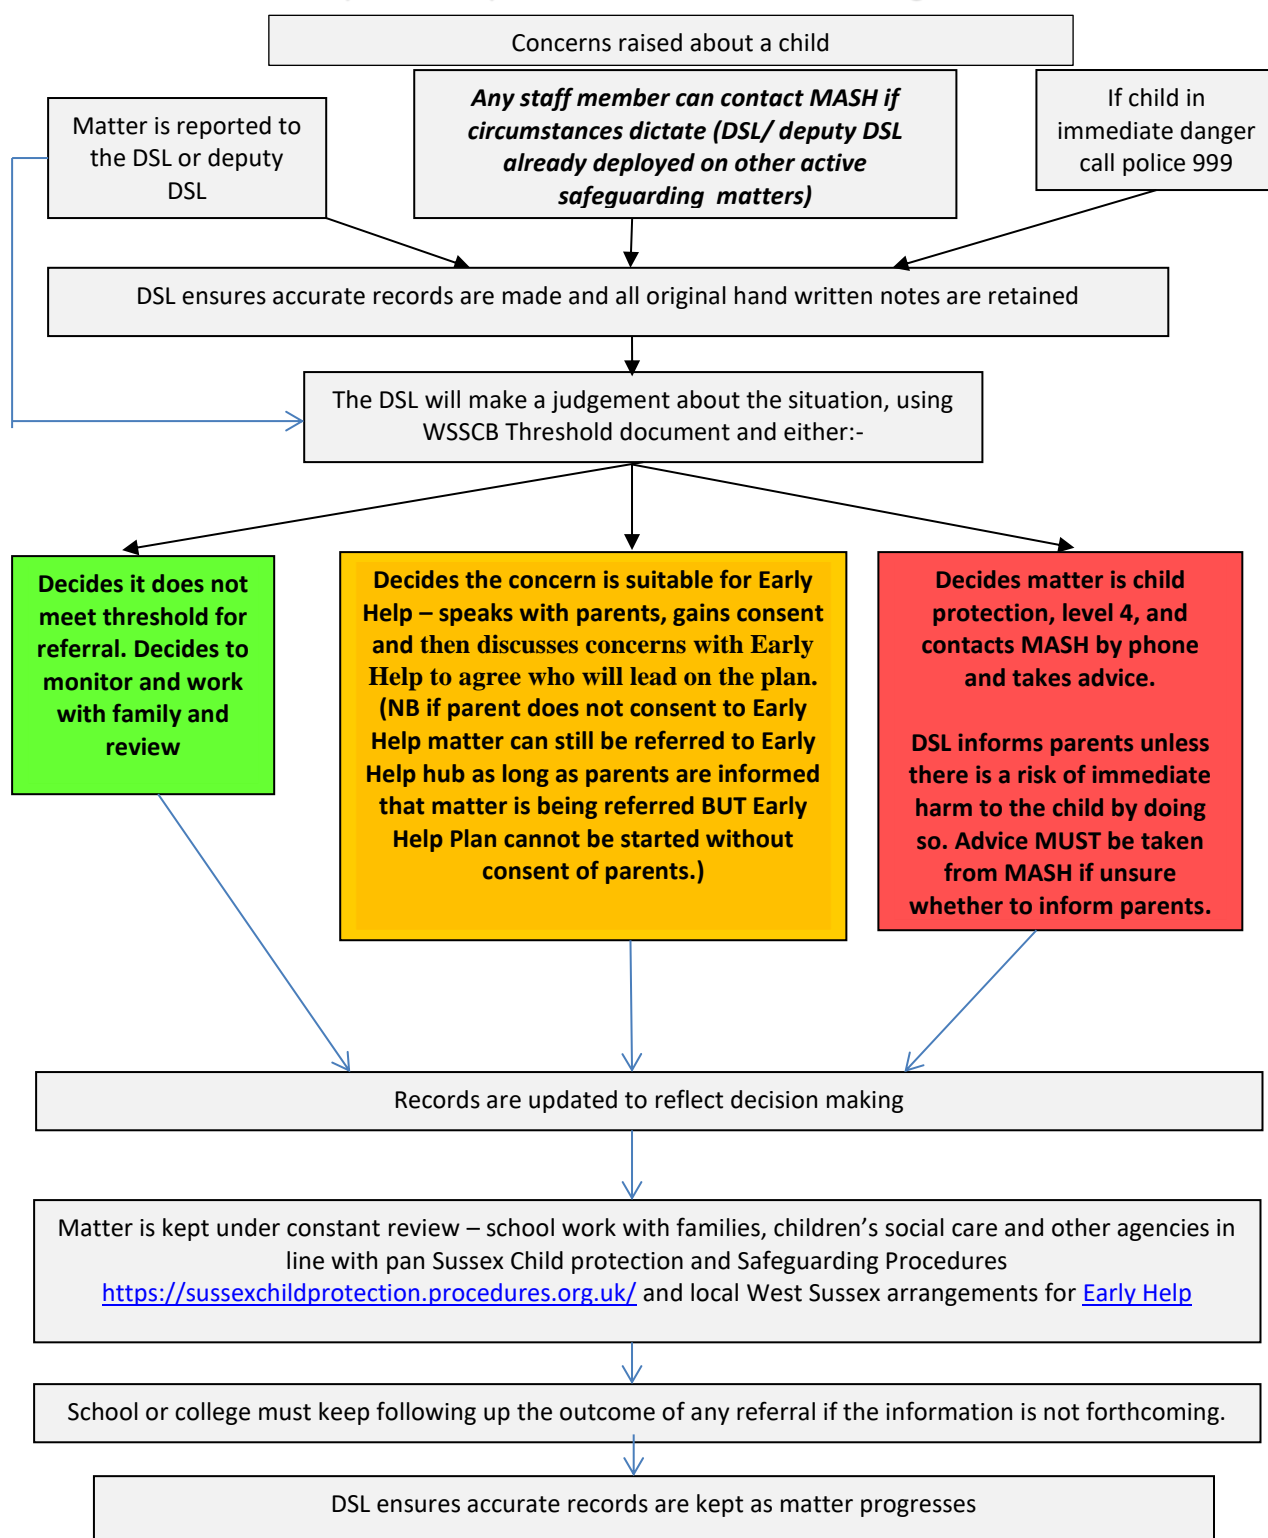 Concerns raised about a child
Matter is reported to
the DSL or deputy
DSL
Any staff member can contact MASH if
circumstances dictate (DSL/ deputy DSL
already deployed on other active
safeguarding matters)
If child in
immediate danger
call police 999
DSL ensures accurate records are made and all original hand written notes are retained
The DSL will make a judgement about the situation, using
WSSCB Threshold document and either:-
Decides it does not
meet threshold for
referral. Decides to
monitor and work
with family and
review
Decides the concern is suitable for Early
Help – speaks with parents, gains consent
and then discusses concerns with Early
Help to agree who will lead on the plan.
(NB if parent does not consent to Early
Help matter can still be referred to Early
Help hub as long as parents are informed
that matter is being referred BUT Early
Help Plan cannot be started without
consent of parents.)
Decides matter is child
protection, level 4, and
contacts MASH by phone
and takes advice.
DSL informs parents unless
there is a risk of immediate
harm to the child by doing
so. Advice MUST be taken
from MASH if unsure
whether to inform parents.
Records are updated to reflect decision making
Matter is kept under constant review – school work with families, children’s social care and other agencies in
line with pan Sussex Child protection and Safeguarding Procedures
https://sussexchildprotection.procedures.org.uk/ and local West Sussex arrangements for Early Help
School or college must keep following up the outcome of any referral if the information is not forthcoming.
DSL ensures accurate records are kept as matter progresses